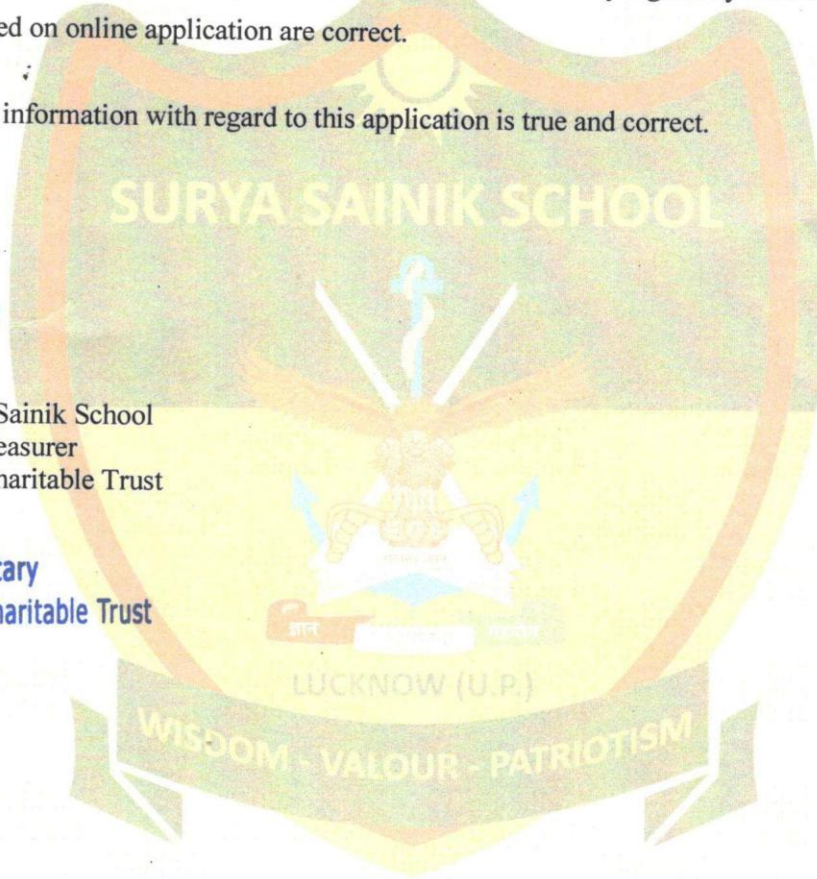 ed on online application are correct.
information with regard to this application is true and correct.
SURYA SAINIK SCHOOL
Sainik School
easurer
haritable Trust
tary
haritable Trust
ज्ञान
LUCKNOW (U.P.)
WISDOM - VALOUR - PATRIOTISM